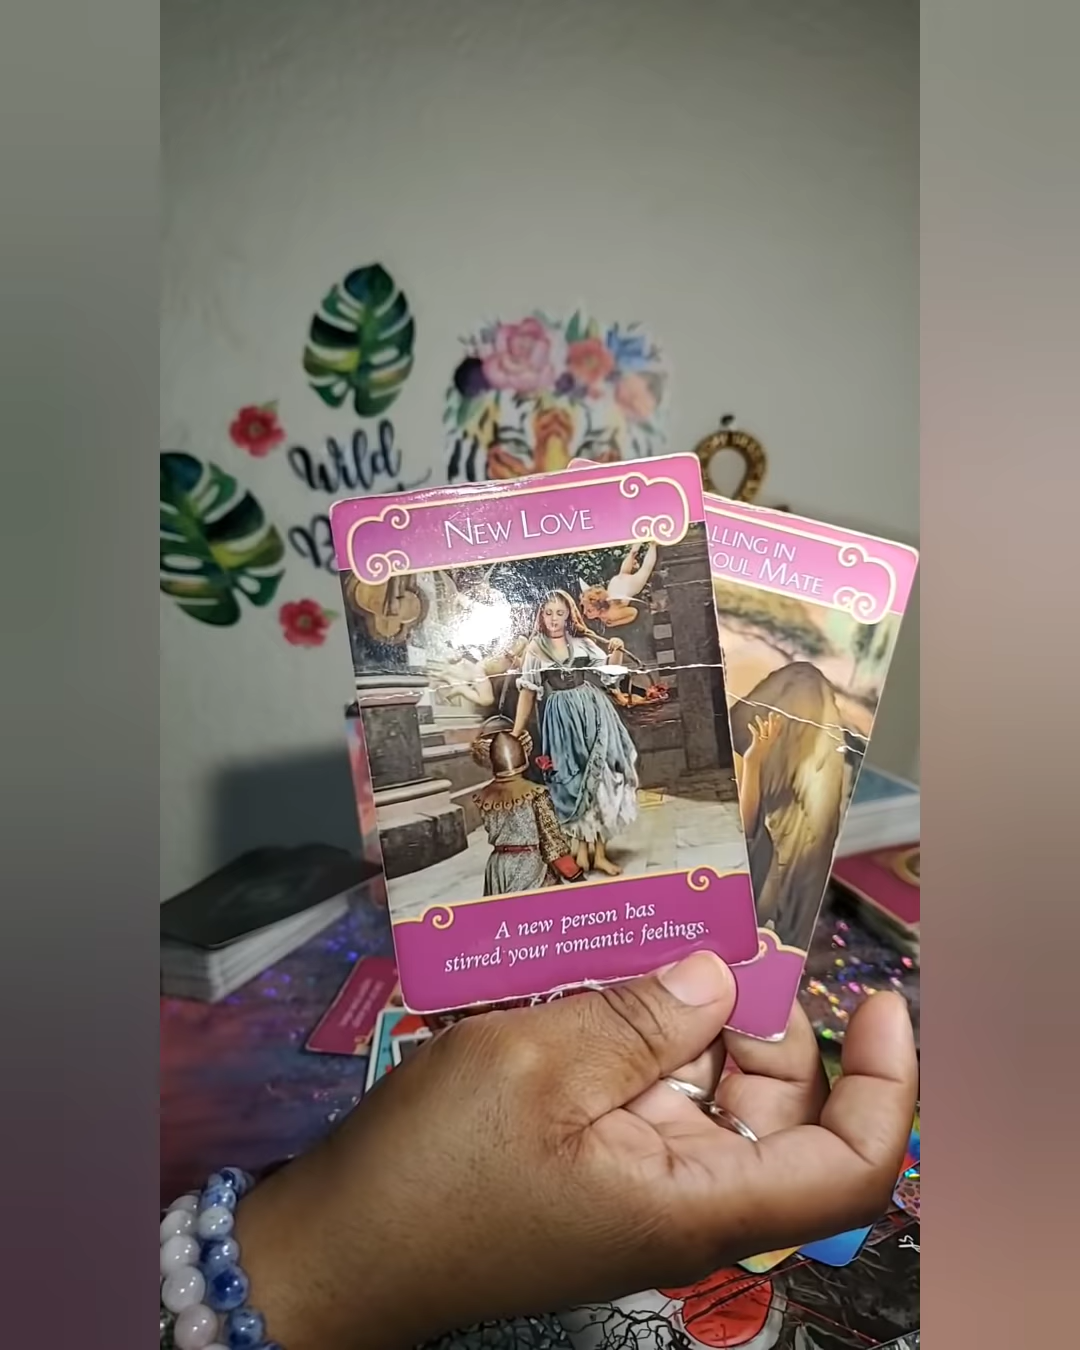 Wild
NEW LOVE
LLING IN
OUL MATE
A new person has
stirred your romantic feelings.